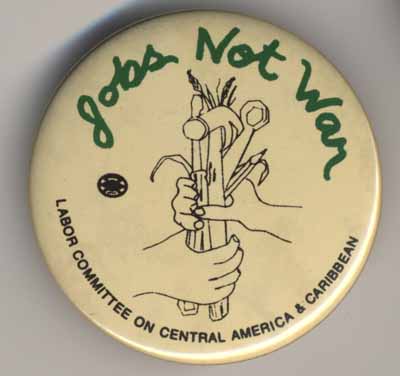 Jobs Not War
LABOR COMMITTEE ON CENTRAL AMERICA & CARIBBEAN